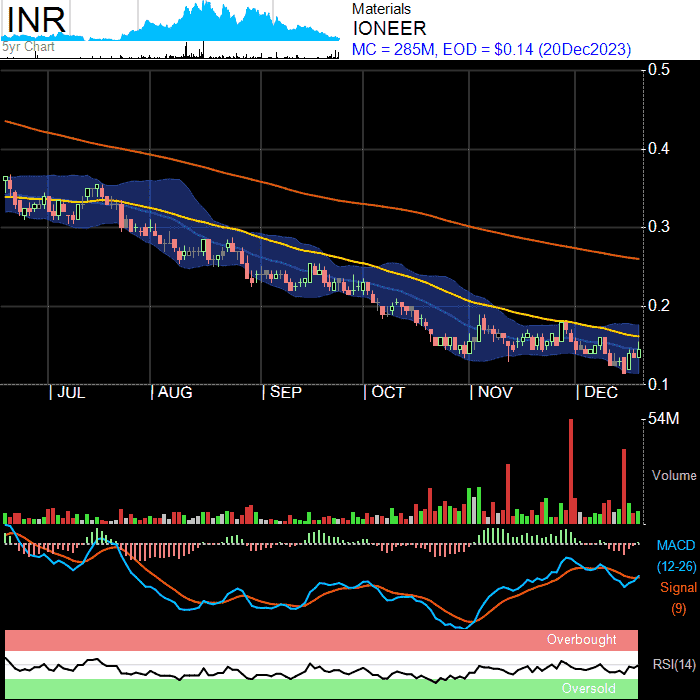 INR
5yr Chart
Materials
IONEER
MC = 285M, EOD = $0.14 (20Dec2023)
0.5
0.4
0.3
0.2
0.1
| JUL | AUG | SEP | OCT | NOV | DEC
54M
Volume
MACD
(12-26)
Signal
(9)
Overbought
RSI(14)
Oversold